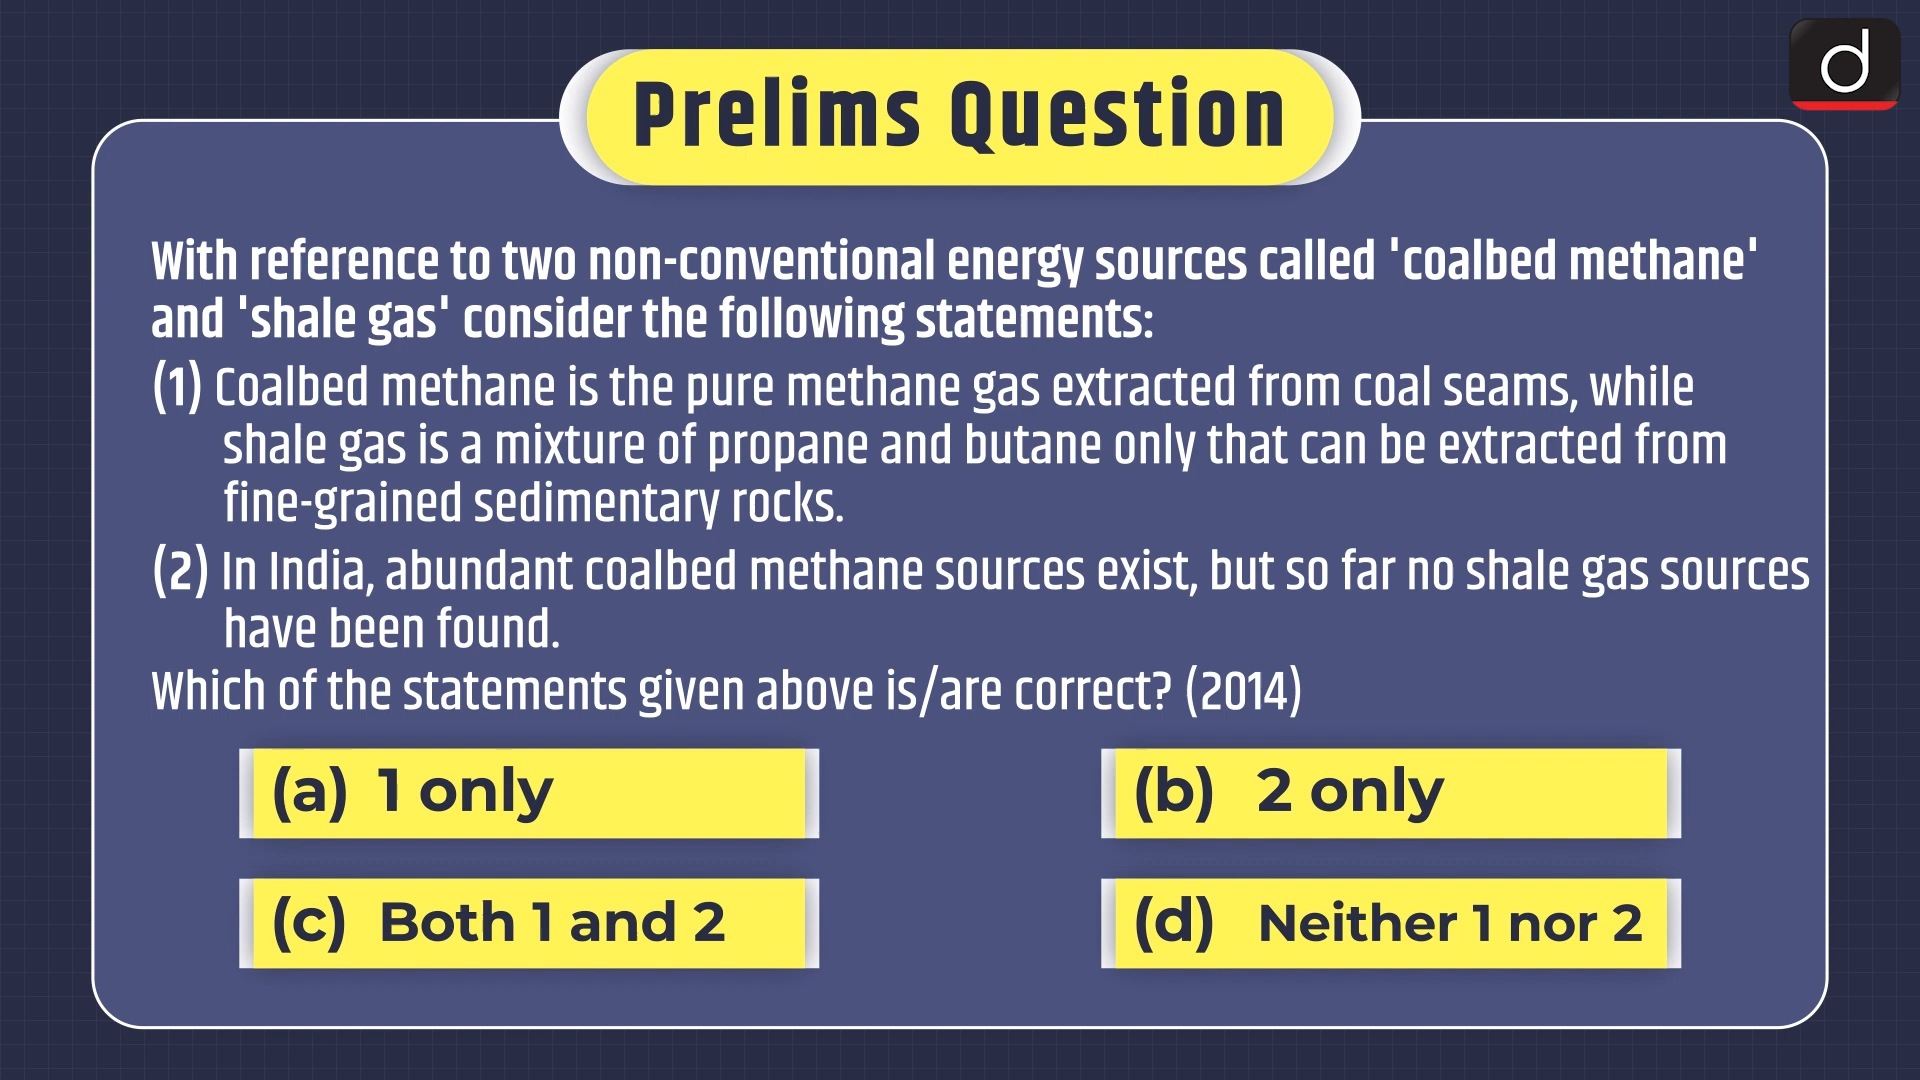 d
Prelims Question
With reference to two non-conventional energy sources called 'coalbed methane'
and 'shale gas' consider the following statements:
(1) Coalbed methane is the pure methane gas extracted from coal seams, while
shale gas is a mixture of propane and butane only that can be extracted from
fine-grained sedimentary rocks.
(2) In India, abundant coalbed methane sources exist, but so far no shale gas sources
have been found.
Which of the statements given above is/are correct? (2014)
(a) 1 only
(b) 2 only
(c) Both 1 and 2
(d) Neither 1 nor 2